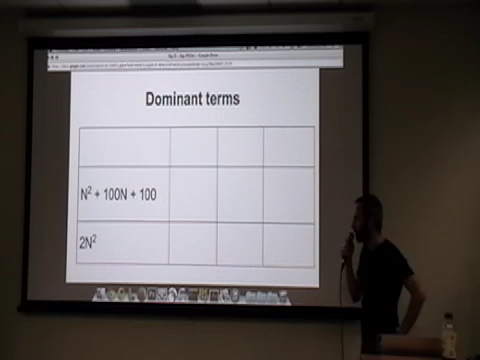 Dominant terms
N² + 100N + 100
2N²